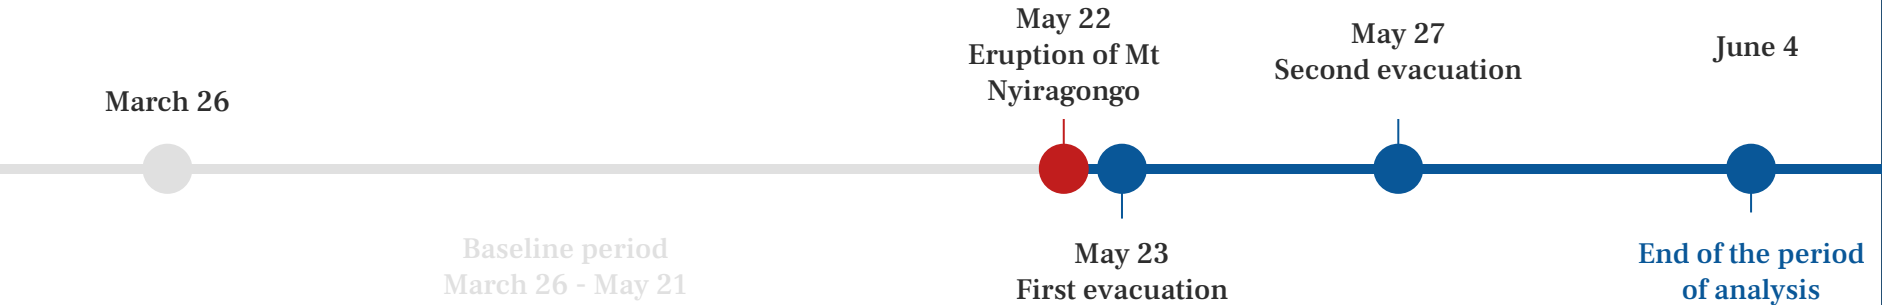 March 26
Baseline period
March 26 - May 21
May 22
Eruption of Mt
Nyiragongo
May 23
First evacuation
May 27
Second evacuation
June 4
End of the period
of analysis